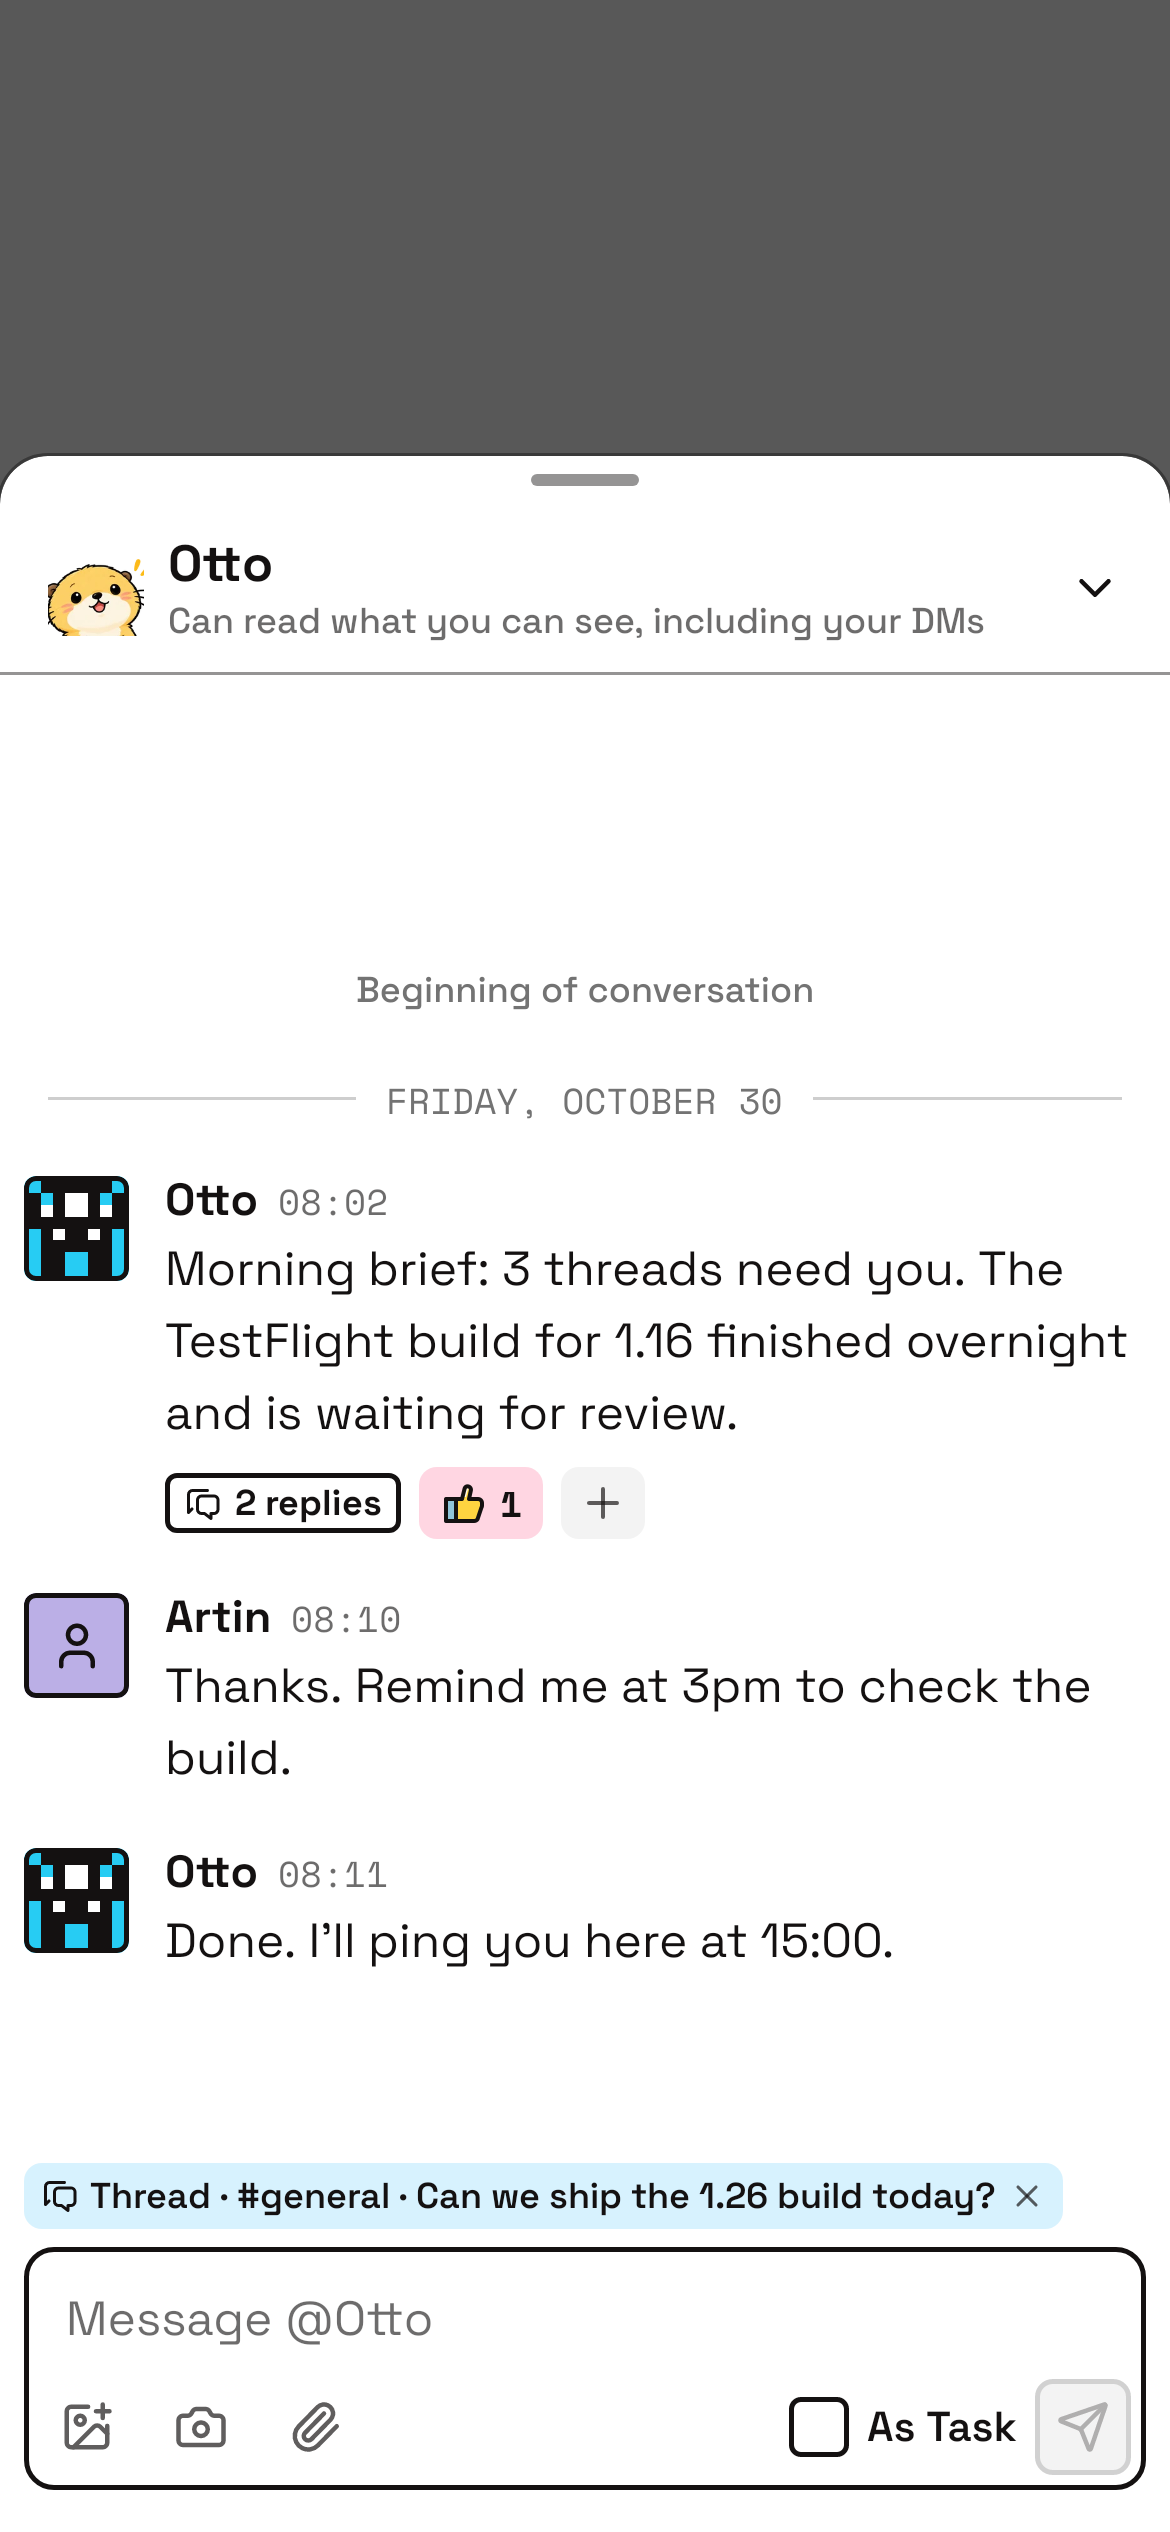 Otto
Can read what you can see, including your DMs
Beginning of conversation
FRIDAY, OCTOBER 30
Otto 08:02
Morning brief: 3 threads need you. The
TestFlight build for 1.16 finished overnight
and is waiting for review.
2 replies 1
Artin 08:10
Thanks. Remind me at 3pm to check the
build.
Otto 08:11
Done. I’ll ping you here at 15:00.
Thread · #general · Can we ship the 1.26 build today?
Message @Otto
As Task